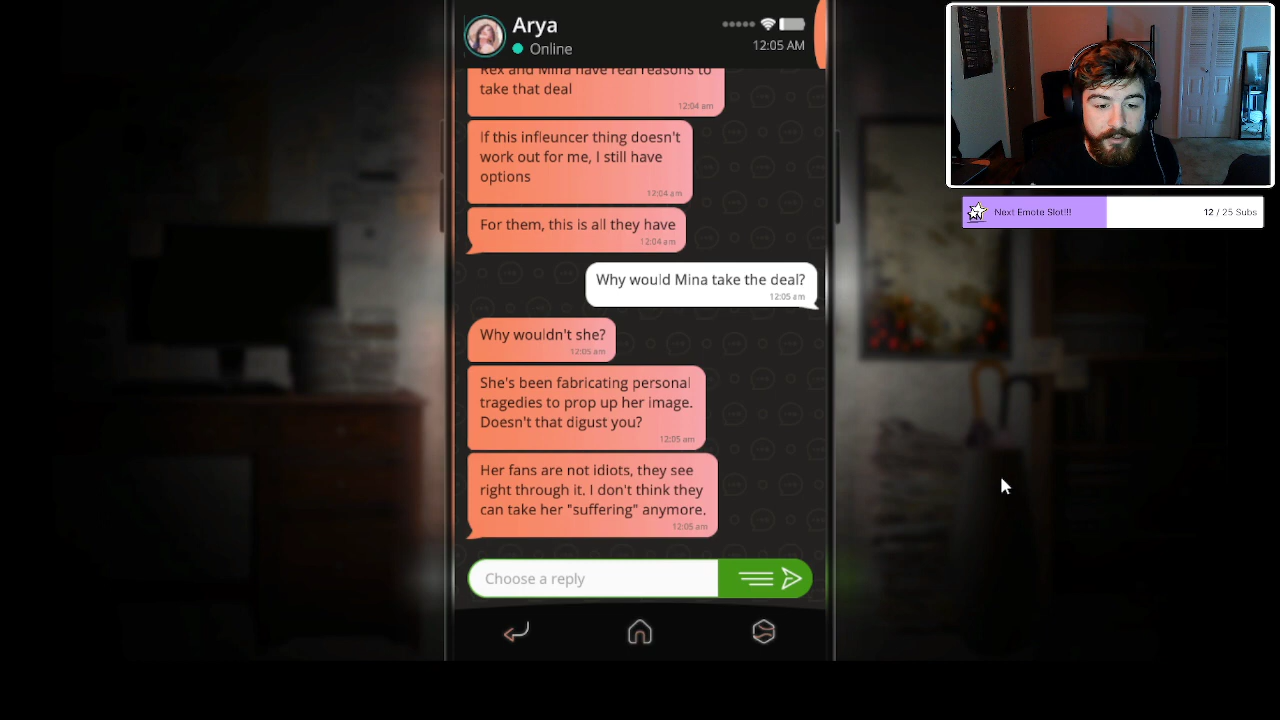 Arya
Online
12:05 AM
Rex and Mina have real reasons to
take that deal
12:04 am
If this infleuncer thing doesn't
work out for me, I still have
options
12:04 am
For them, this is all they have
12:04 am
Why would Mina take the deal?
12:05 am
Why wouldn't she?
12:05 am
She's been fabricating personal
tragedies to prop up her image.
Doesn't that digust you?
12:05 am
Her fans are not idiots, they see
right through it. I don't think they
can take her "suffering" anymore.
12:05 am
Choose a reply
Next Emote Slot!!!
12 / 25 Subs